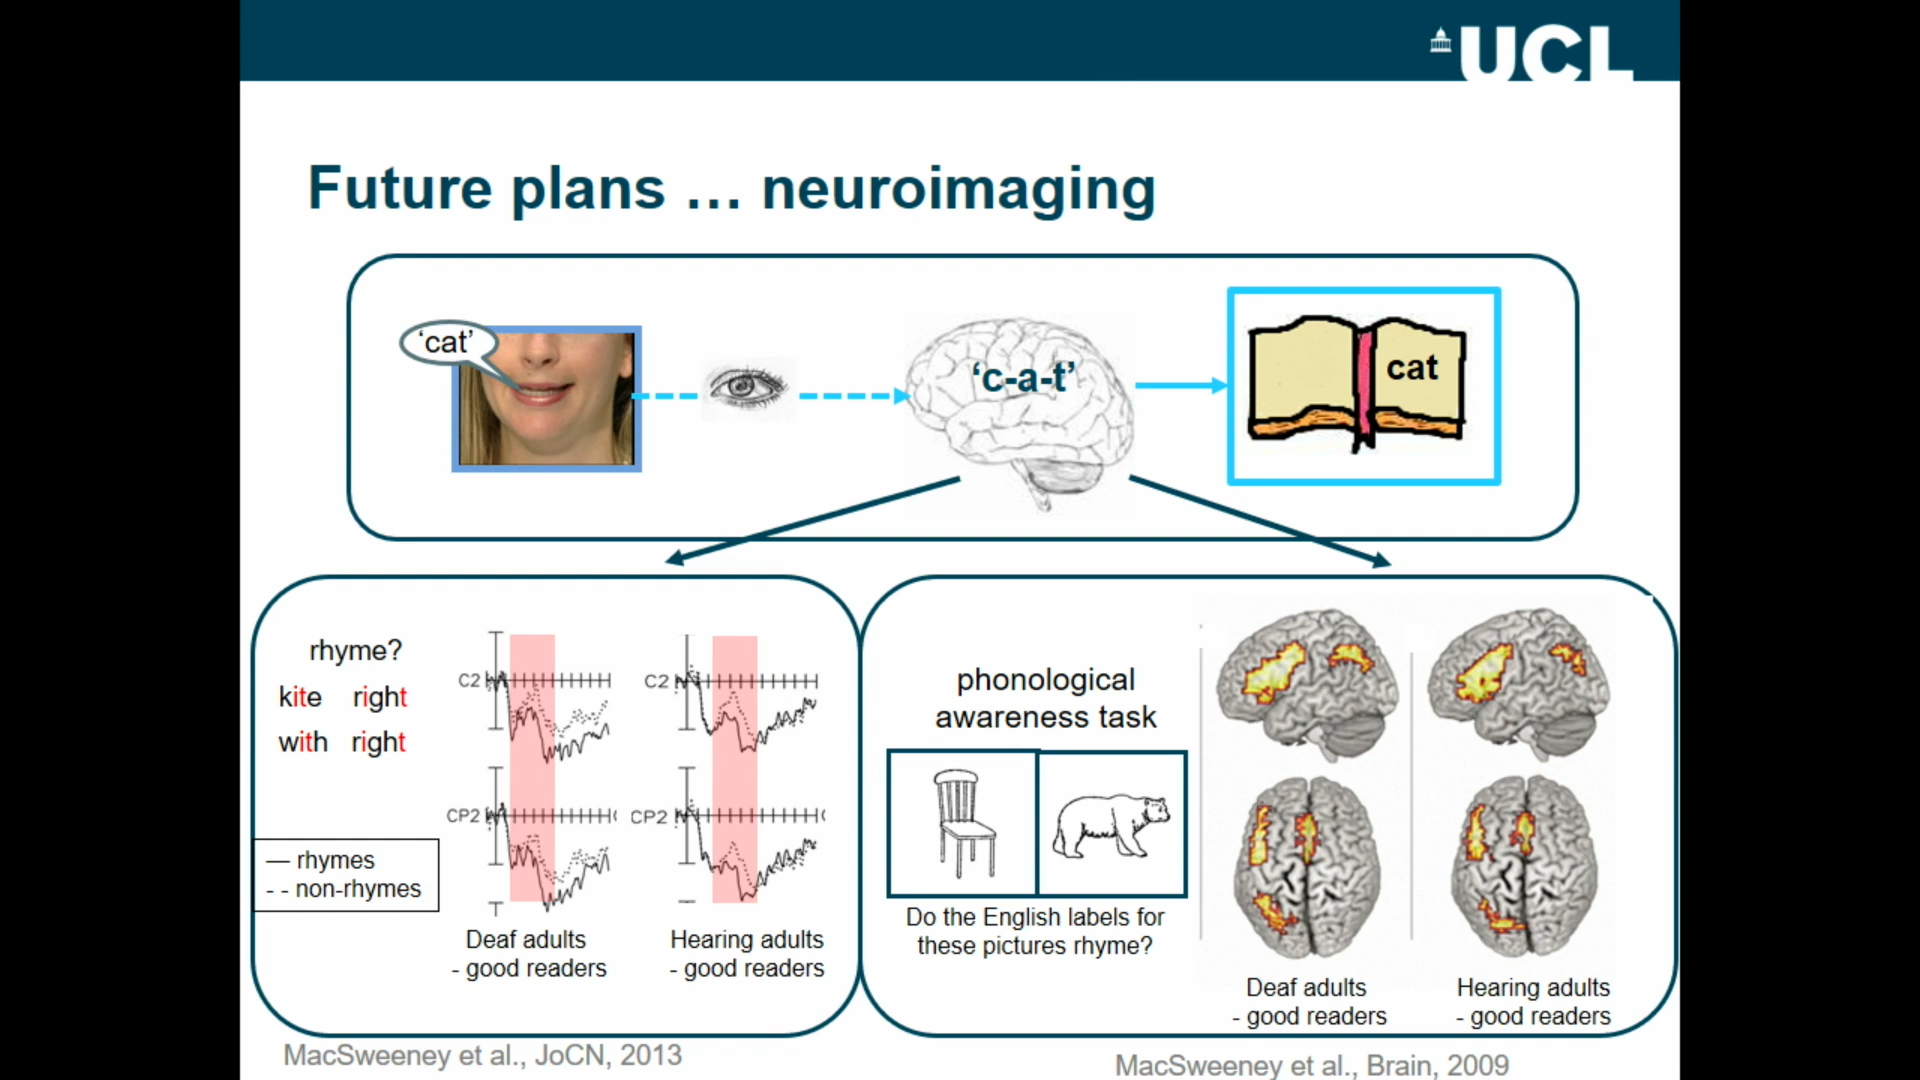 UCL
Future plans … neuroimaging
‘cat’
‘c-a-t’
cat
rhyme?
kite right
with right
— rhymes
- - non-rhymes
C2
C2
CP2
CP2
Deaf adults
- good readers
Hearing adults
- good readers
MacSweeney et al., JoCN, 2013
phonological
awareness task
Do the English labels for
these pictures rhyme?
Deaf adults
- good readers
Hearing adults
- good readers
MacSweeney et al., Brain, 2009